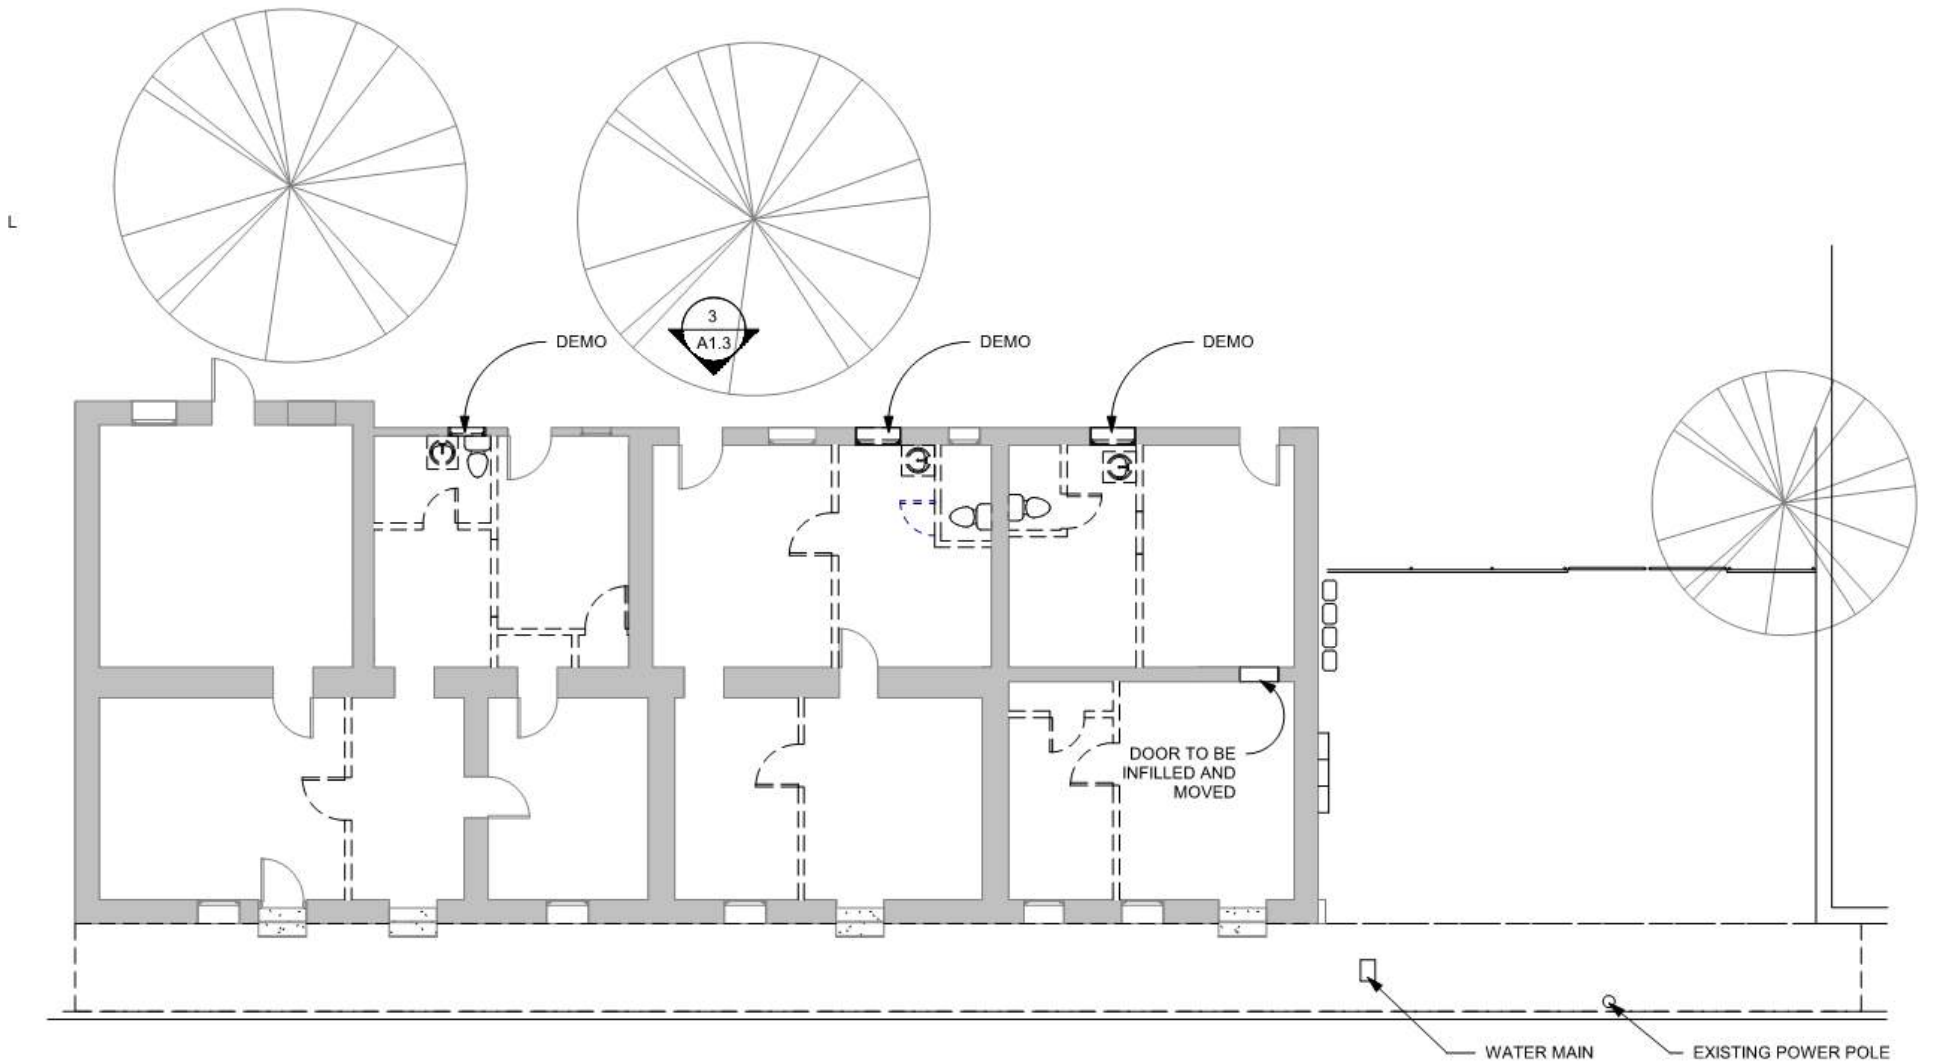 L
3
A1.3
DEMO
DEMO
DEMO
DOOR TO BE
INFILLED AND
MOVED
WATER MAIN
EXISTING POWER POLE